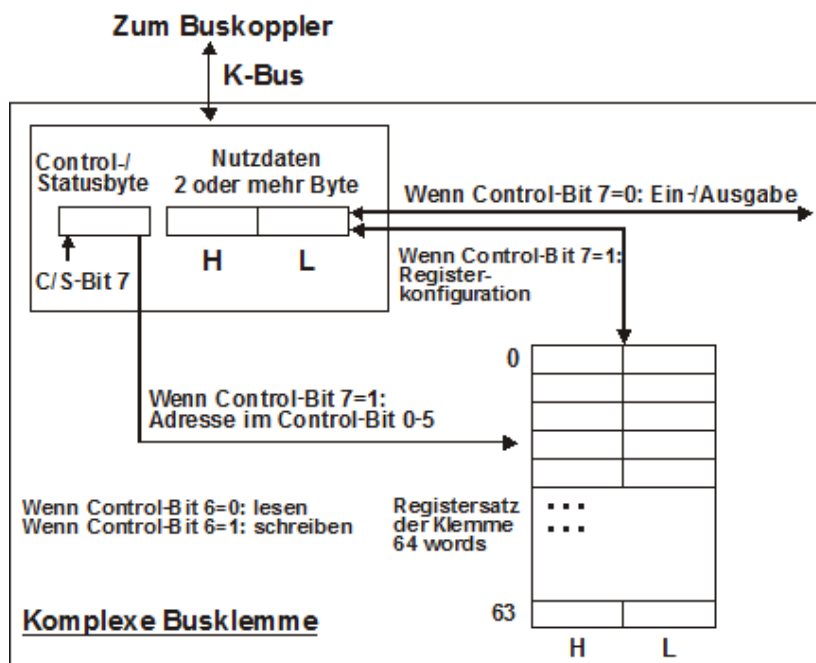 Zum Buskoppler
K-Bus
Control-/
Statusbyte
Nutzdaten
2 oder mehr Byte
H
L
C/S-Bit 7
Wenn Control-Bit 7=0: Ein-/Ausgabe
Wenn Control-Bit 7=1:
Register-
konfiguration
Wenn Control-Bit 7=1:
Adresse im Control-Bit 0-5
0
Wenn Control-Bit 6=0: lesen
Wenn Control-Bit 6=1: schreiben
Registersatz
der Klemme
64 words
...
...
63
H
L
Komplexe Busklemme